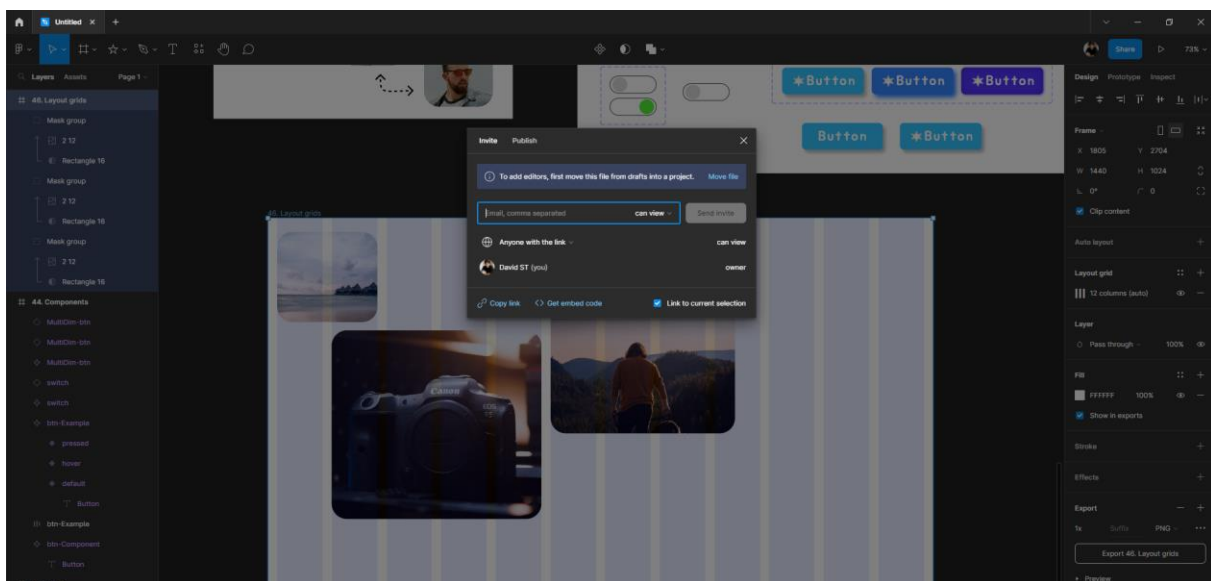 Untitled
Share
73%
Layers Assets Page 1
46. Layout grids
Mask group
2 12
Rectangle 16
Mask group
2 12
Rectangle 16
Mask group
2 12
Rectangle 16
44. Components
MultiDim-btn
MultiDim-btn
MultiDim-btn
switch
switch
btn-Example
pressed
hover
default
Button
btn-Example
btn-Component
Button
Button Button Button
Button Button
46. Layout grids
Canon
EOS
Invite Publish
To add editors, first move this file from drafts into a project. Move file
Email, comma separated can view Send invite
Anyone with the link can view
David ST (you) owner
Copy link Get embed code Link to current selection
Design Prototype Inspect
Frame
X 1805 Y 2704
W 1440 H 1024
0° 0
Clip content
Auto layout
Layout grid
12 columns (auto)
Layer
Pass through 100%
Fill
FFFFFF 100%
Show in exports
Stroke
Effects
Export
1x Suffix PNG
Export 46. Layout grids
Preview